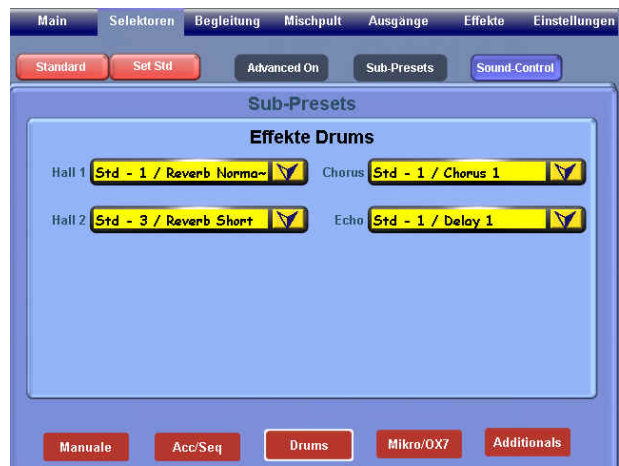 Main Selektoren Begleitung Mischpult Ausgänge Effekte Einstellungen
Standard Set Std Advanced On Sub-Presets Sound-Control
Sub-Presets
Effekte Drums
Hall 1 Std - 1 / Reverb Norma~ Chorus Std - 1 / Chorus 1
Hall 2 Std - 3 / Reverb Short Echo Std - 1 / Delay 1
Manuale Acc/Seq Drums Mikro/OX7 Additionals